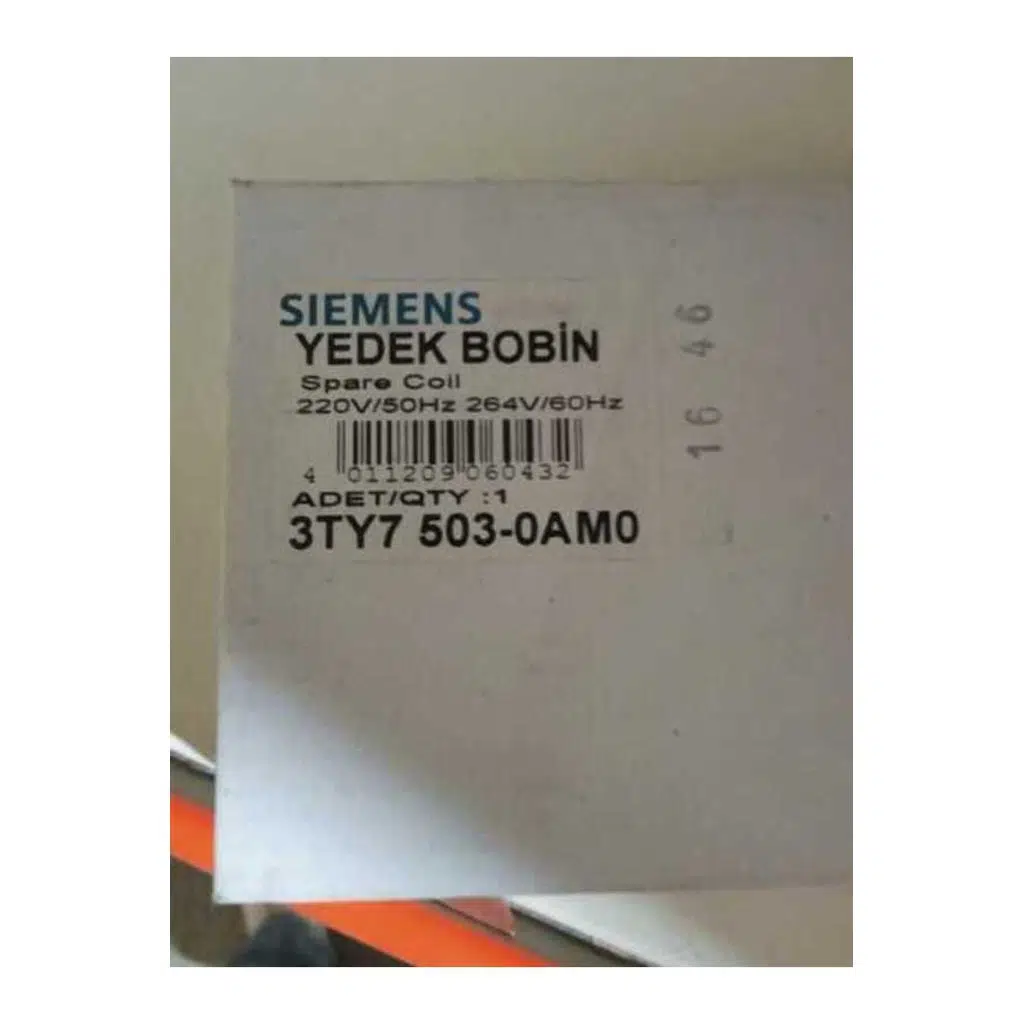 SIEMENS
YEDEK BOBİN
Spare Coil
220V/50Hz 264V/60Hz
4 011209 060432
ADET/QTY :1
3TY7 503-0AM0
16 46